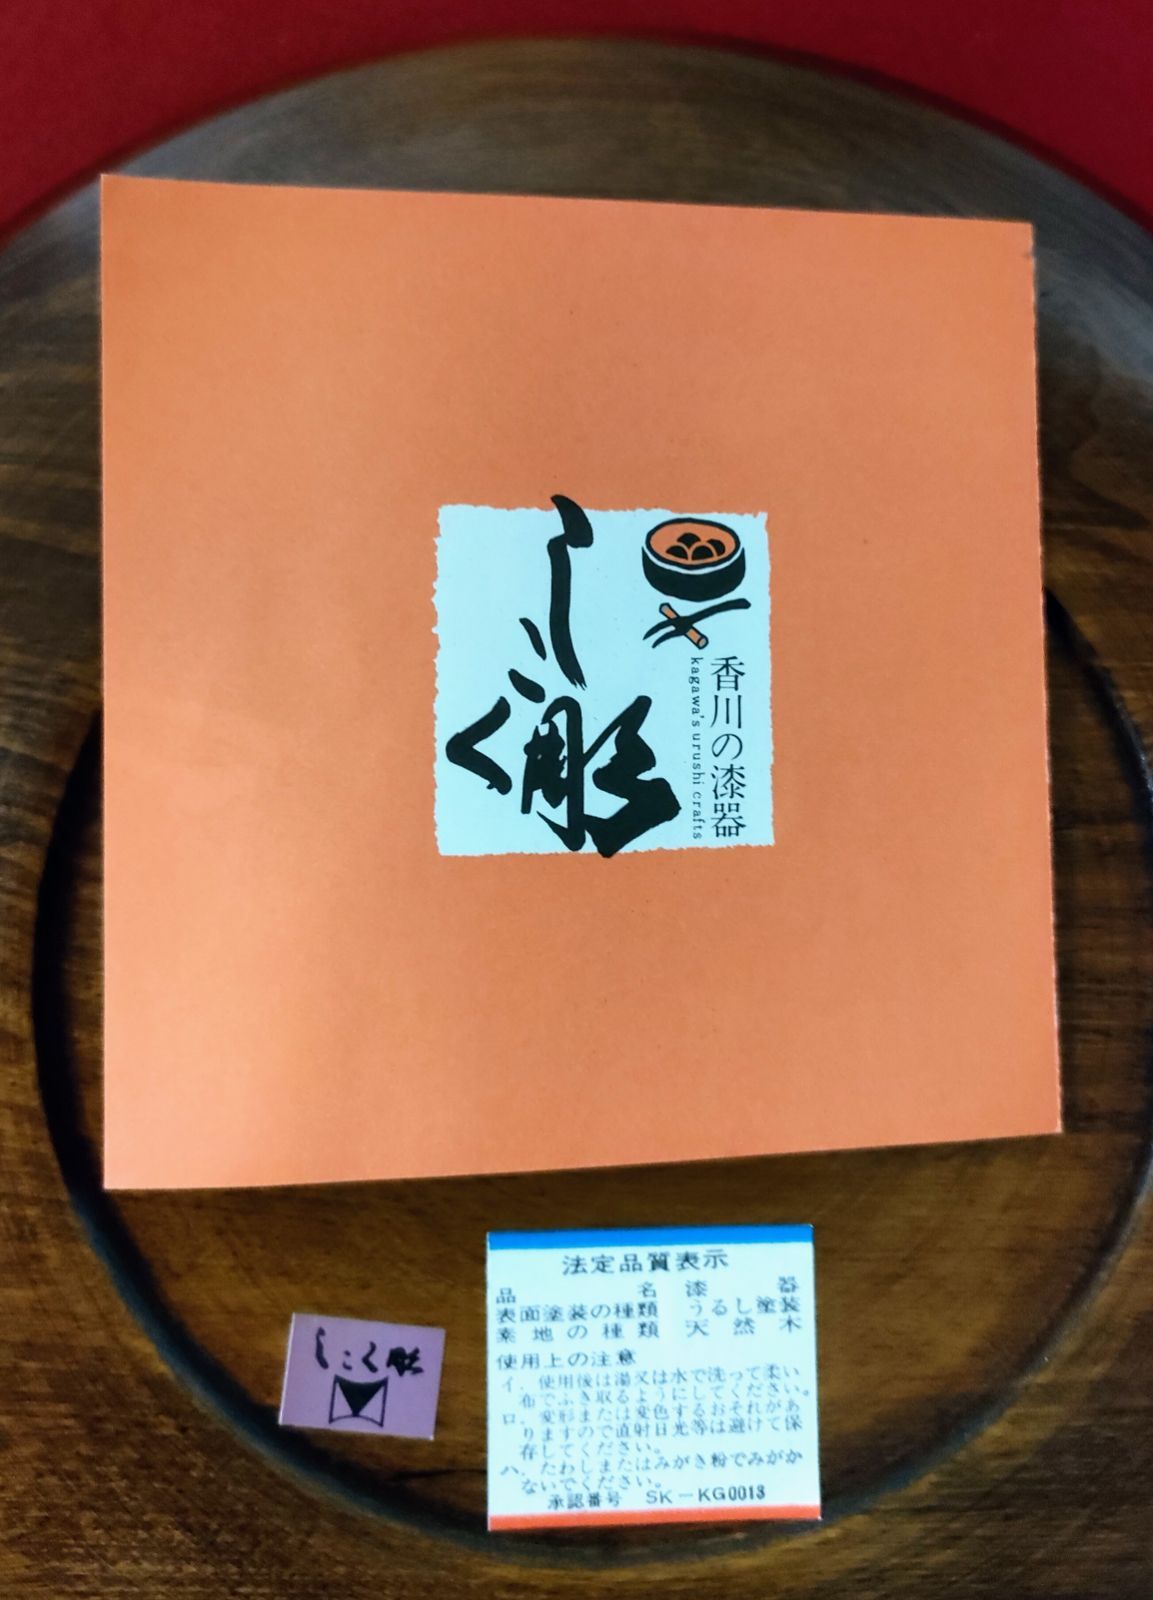 しこく彫
香川の漆器
kagawa's urushi crafts
しこく彫
法定品質表示
品名 漆器
表面塗装の種類 うるし塗装
素地の種類 天然木
使用上の注意
イ．使用後は湯又は水で洗って柔い
布でふき取るようにしてください。
ロ．変形または変色するおそれがあ
りますので直射日光等は避けて保
存してください。
ハ．たわしまたはみがき粉でみがか
ないでください。
承認番号 SK－KG0013